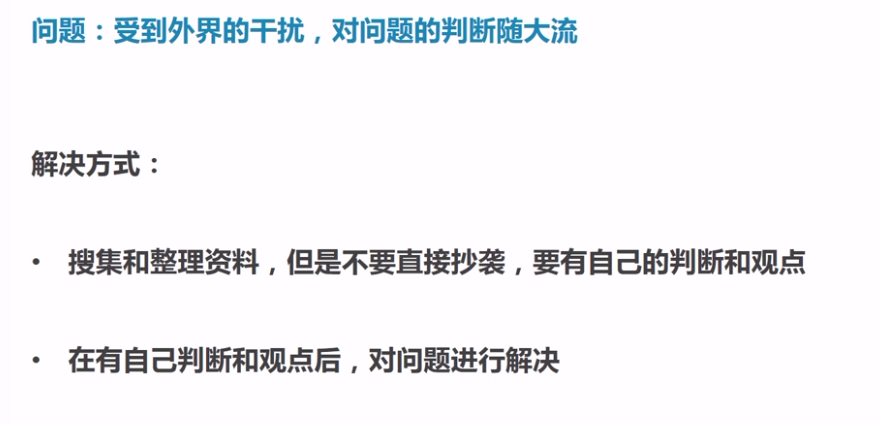 问题：受到外界的干扰，对问题的判断随大流
解决方式：
• 搜集和整理资料，但是不要直接抄袭，要有自己的判断和观点
• 在有自己判断和观点后，对问题进行解决